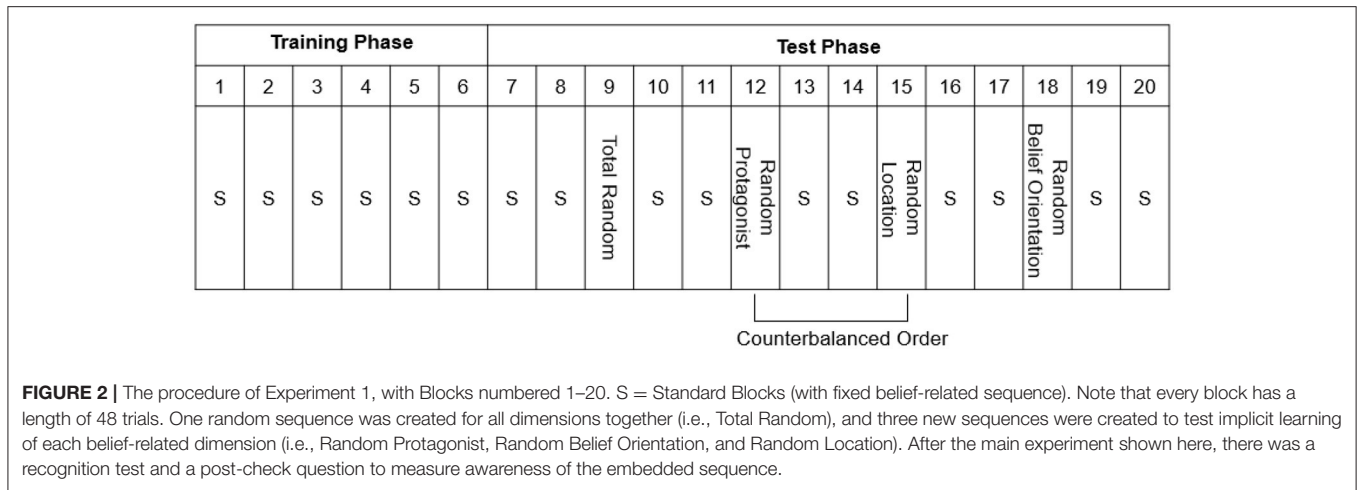 Training Phase Test Phase
1 2 3 4 5 6 7 8 9 10 11 12 13 14 15 16 17 18 19 20
S S S S S S S S Total Random S S Random Protagonist S S Random Location S S Random Belief Orientation S S
Counterbalanced Order
FIGURE 2 | The procedure of Experiment 1, with Blocks numbered 1–20. S = Standard Blocks (with fixed belief-related sequence). Note that every block has a
length of 48 trials. One random sequence was created for all dimensions together (i.e., Total Random), and three new sequences were created to test implicit learning
of each belief-related dimension (i.e., Random Protagonist, Random Belief Orientation, and Random Location). After the main experiment shown here, there was a
recognition test and a post-check question to measure awareness of the embedded sequence.